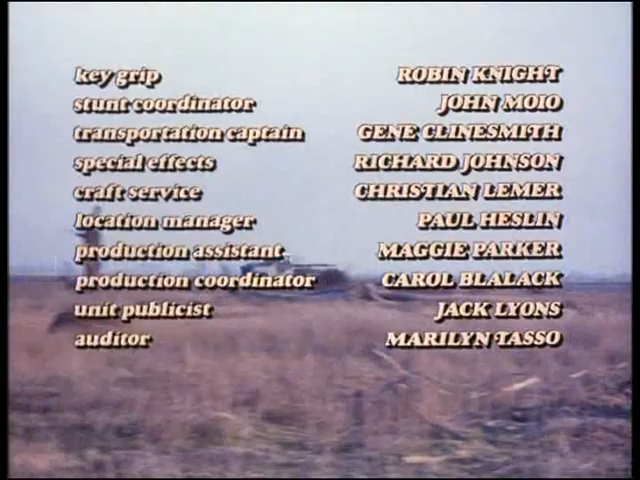 key grip ROBIN KNIGHT
stunt coordinator JOHN MOIO
transportation captain GENE CLINESMITH
special effects RICHARD JOHNSON
craft service CHRISTIAN LEMER
location manager PAUL HESLIN
production assistant MAGGIE PARKER
production coordinator CAROL BLALACK
unit publicist JACK LYONS
auditor MARILYN TASSO